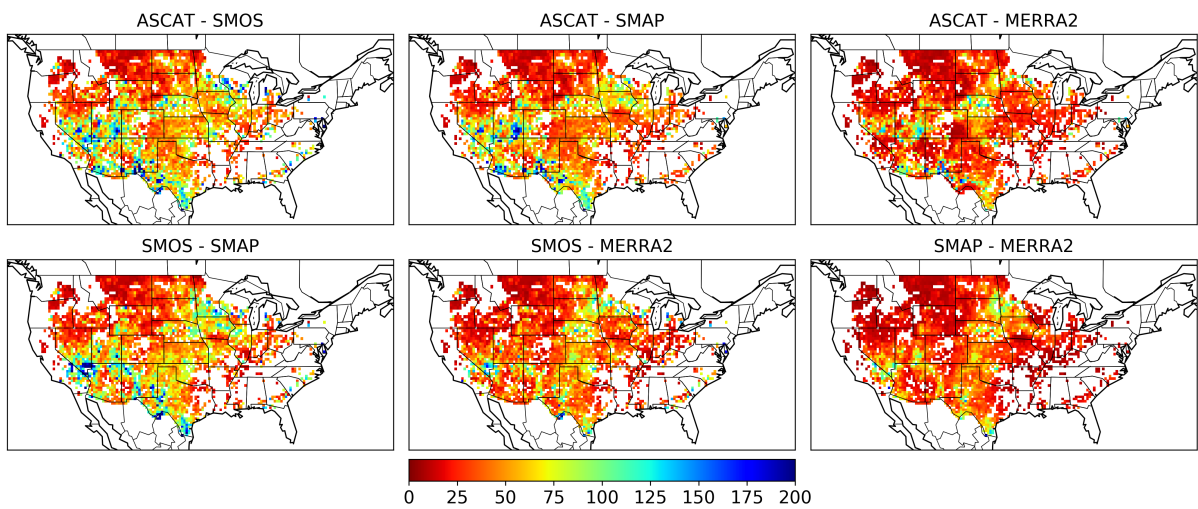 ASCAT - SMOS
ASCAT - SMAP
ASCAT - MERRA2
SMOS - SMAP
SMOS - MERRA2
SMAP - MERRA2
0 25 50 75 100 125 150 175 200